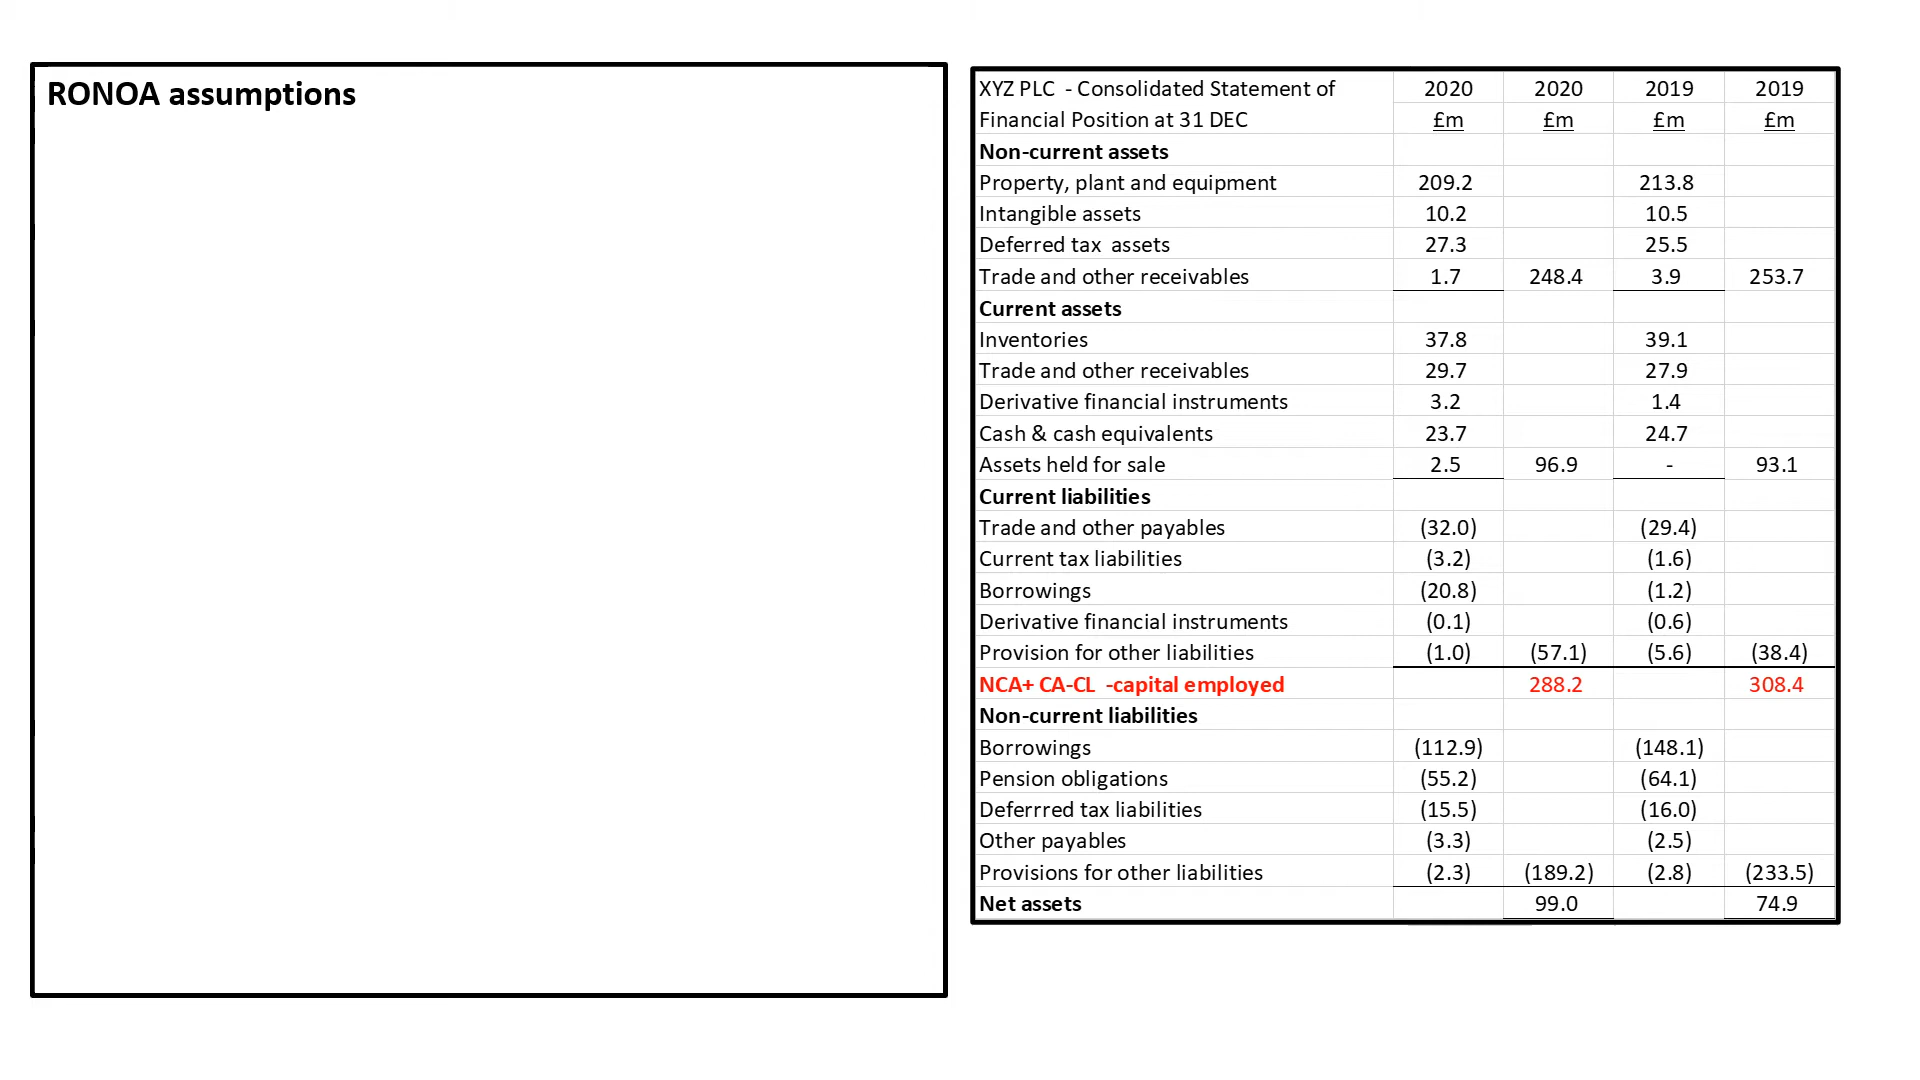 RONOA assumptions
XYZ PLC - Consolidated Statement of 2020 2020 2019 2019
Financial Position at 31 DEC £m £m £m £m
Non-current assets
Property, plant and equipment 209.2 213.8
Intangible assets 10.2 10.5
Deferred tax assets 27.3 25.5
Trade and other receivables 1.7 248.4 3.9 253.7
Current assets
Inventories 37.8 39.1
Trade and other receivables 29.7 27.9
Derivative financial instruments 3.2 1.4
Cash & cash equivalents 23.7 24.7
Assets held for sale 2.5 96.9 - 93.1
Current liabilities
Trade and other payables (32.0) (29.4)
Current tax liabilities (3.2) (1.6)
Borrowings (20.8) (1.2)
Derivative financial instruments (0.1) (0.6)
Provision for other liabilities (1.0) (57.1) (5.6) (38.4)
NCA+ CA-CL -capital employed 288.2 308.4
Non-current liabilities
Borrowings (112.9) (148.1)
Pension obligations (55.2) (64.1)
Deferrred tax liabilities (15.5) (16.0)
Other payables (3.3) (2.5)
Provisions for other liabilities (2.3) (189.2) (2.8) (233.5)
Net assets 99.0 74.9